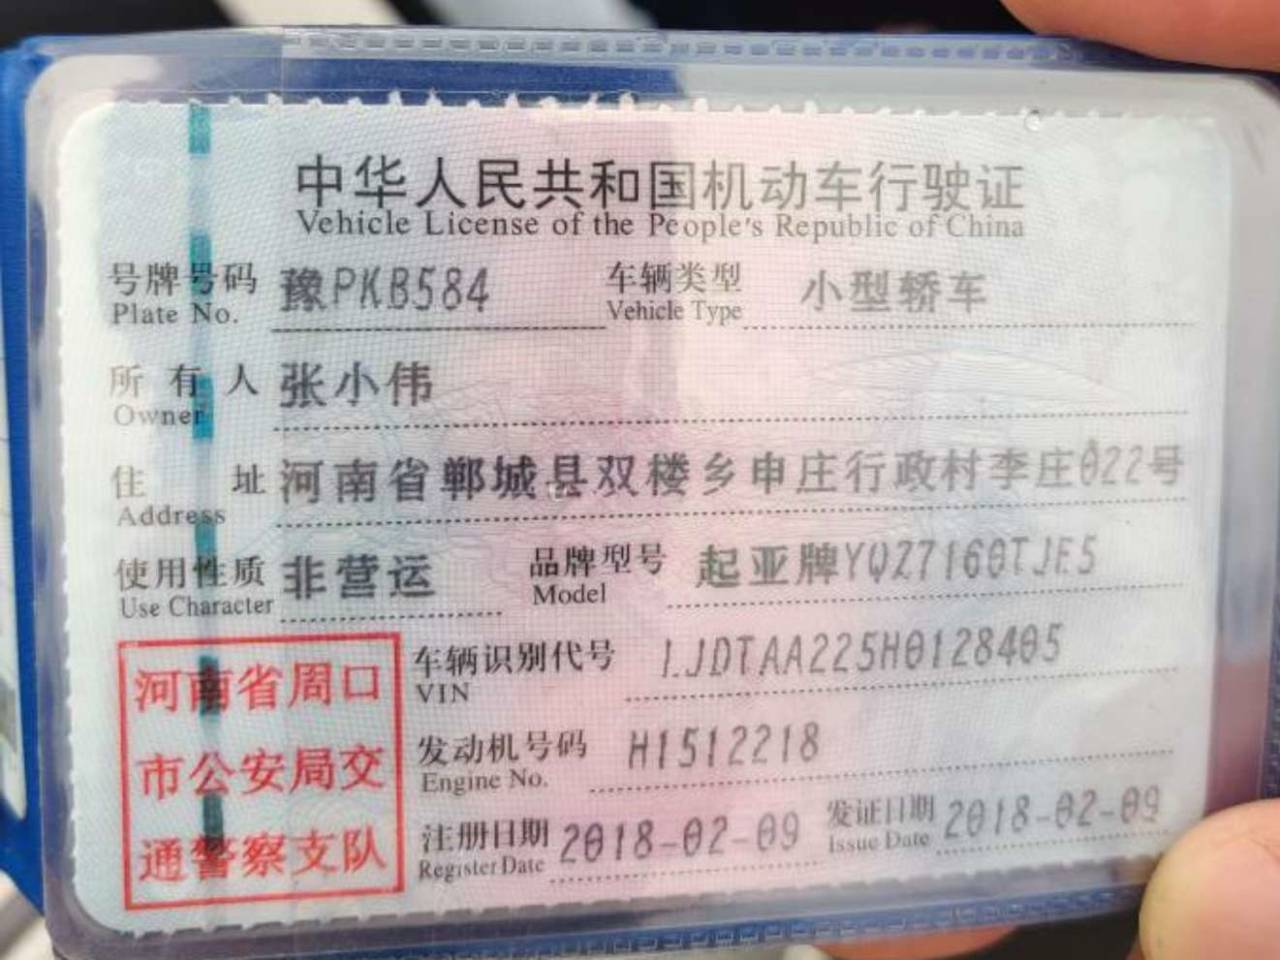 中华人民共和国机动车行驶证
Vehicle License of the People's Republic of China
号牌号码 豫PKB584 车辆类型 小型轿车
Plate No. Vehicle Type
所有人 张小伟
Owner
住址 河南省郸城县双楼乡申庄行政村李庄022号
Address
使用性质 非营运 品牌型号 起亚牌YQZ7160TJE5
Use Character Model
河南省周口
市公安局交
通警察支队
车辆识别代号 LJDTAA225H0128405
VIN
发动机号码 H1512218
Engine No.
注册日期 2018-02-09 发证日期 2018-02-09
Register Date Issue Date